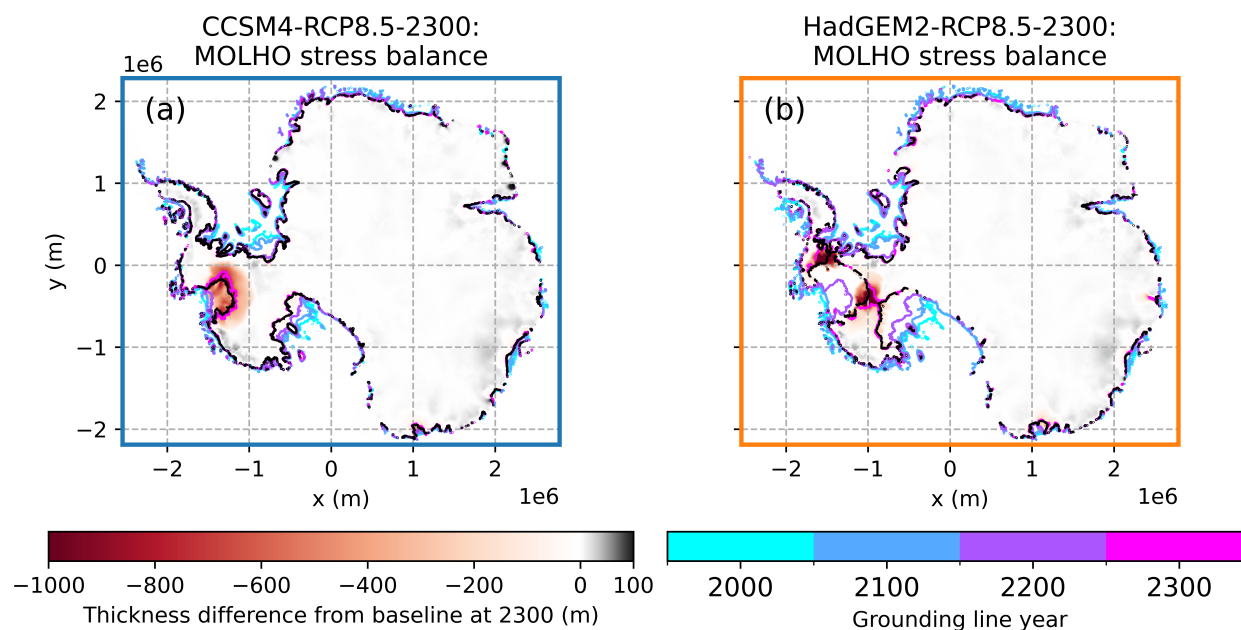 CCSM4-RCP8.5-2300:
MOLHO stress balance
HadGEM2-RCP8.5-2300:
MOLHO stress balance
1e6
(a)
(b)
2
1
0
−1
−2
y (m)
−2 −1 0 1 2
x (m)
1e6
−2 −1 0 1 2
x (m)
1e6
−1000 −800 −600 −400 −200 0 100
Thickness difference from baseline at 2300 (m)
2000 2100 2200 2300
Grounding line year